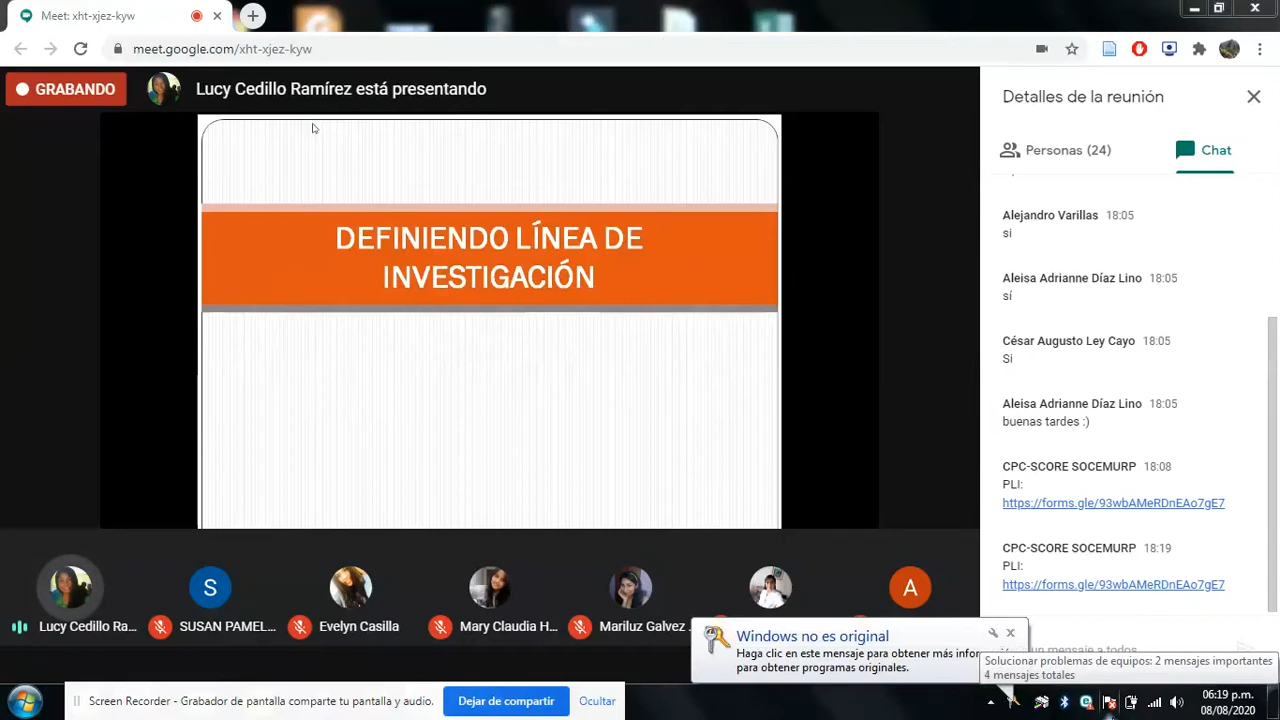 Meet: xht-xjez-kyw
meet.google.com/xht-xjez-kyw
GRABANDO
Lucy Cedillo Ramírez está presentando
DEFINIENDO LÍNEA DE
INVESTIGACIÓN
Detalles de la reunión
Personas (24)
Chat
Alejandro Varillas 18:05
si
Aleisa Adrianne Díaz Lino 18:05
sí
César Augusto Ley Cayo 18:05
Si
Aleisa Adrianne Díaz Lino 18:05
buenas tardes :)
CPC-SCORE SOCEMURP 18:08
PLI:
https://forms.gle/93wbAMeRDnEAo7gE7
CPC-SCORE SOCEMURP 18:19
PLI:
https://forms.gle/93wbAMeRDnEAo7gE7
S
A
Lucy Cedillo Ra...
SUSAN PAMEL...
Evelyn Casilla
Mary Claudia H...
Mariluz Galvez
un mensaje a todos
Windows no es original
Haga clic en este mensaje para obtener más infor
para obtener programas originales.
Solucionar problemas de equipos: 2 mensajes importantes
4 mensajes totales
Screen Recorder - Grabador de pantalla comparte tu pantalla y audio.
Dejar de compartir
Ocultar
06:19 p.m.
08/08/2020